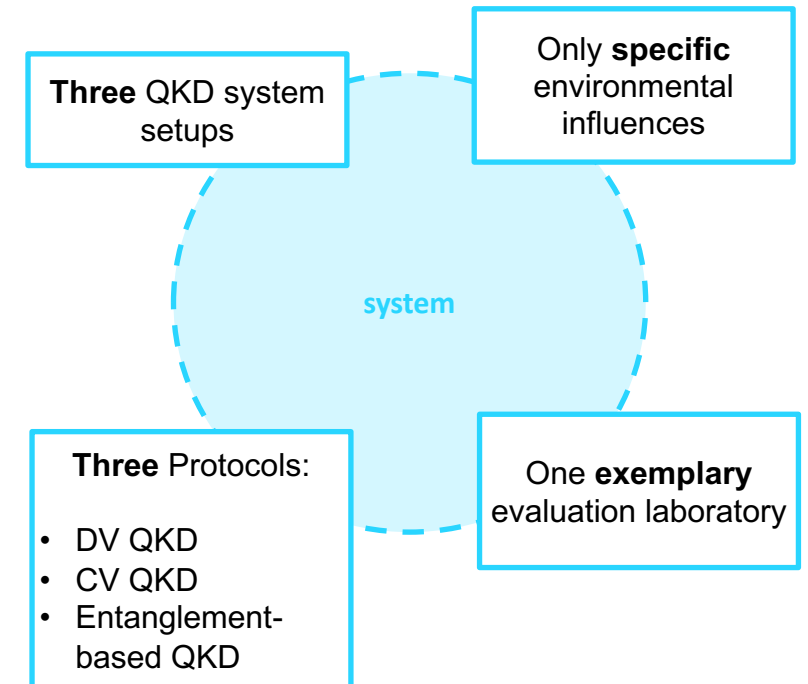 Three QKD system
setups
Only specific
environmental
influences
system
Three Protocols:
• DV QKD
• CV QKD
• Entanglement-
based QKD
One exemplary
evaluation laboratory